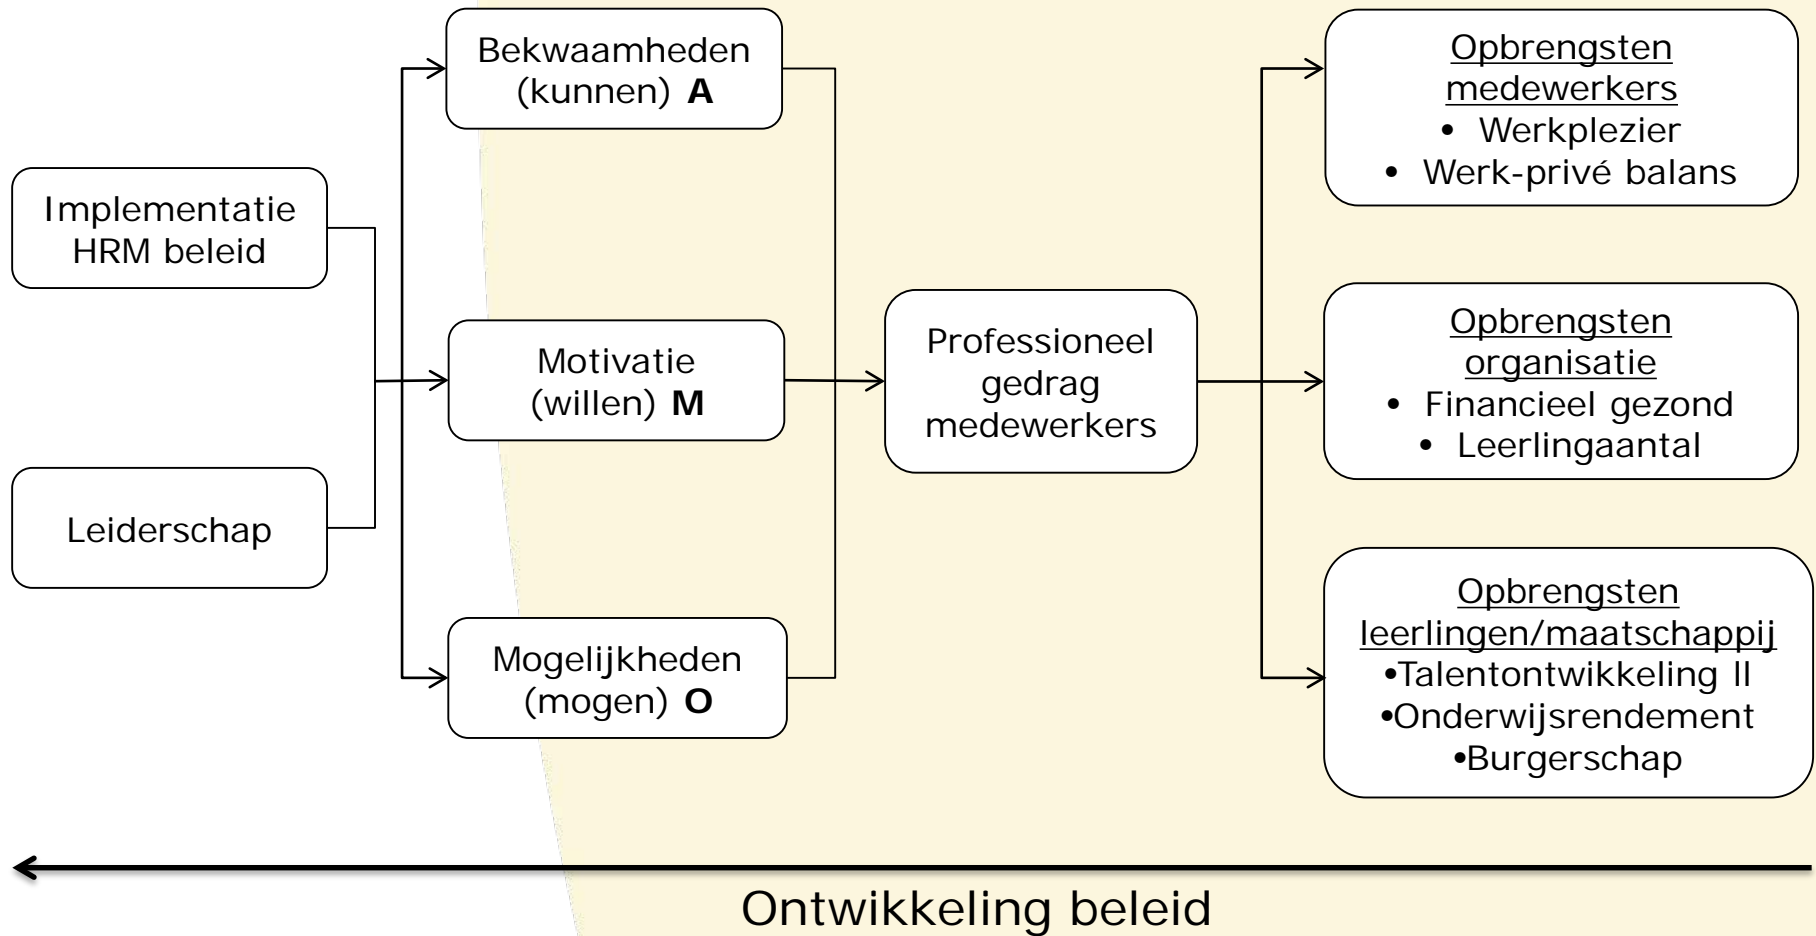 Implementatie
HRM beleid
Leiderschap
Bekwaamheden
(kunnen) A
Motivatie
(willen) M
Mogelijkheden
(mogen) O
Professioneel
gedrag
medewerkers
Opbrengsten
medewerkers
• Werkplezier
• Werk-privé balans
Opbrengsten
organisatie
• Financieel gezond
• Leerlingaantal
Opbrengsten
leerlingen/maatschappij
•Talentontwikkeling ll
•Onderwijsrendement
•Burgerschap
Ontwikkeling beleid